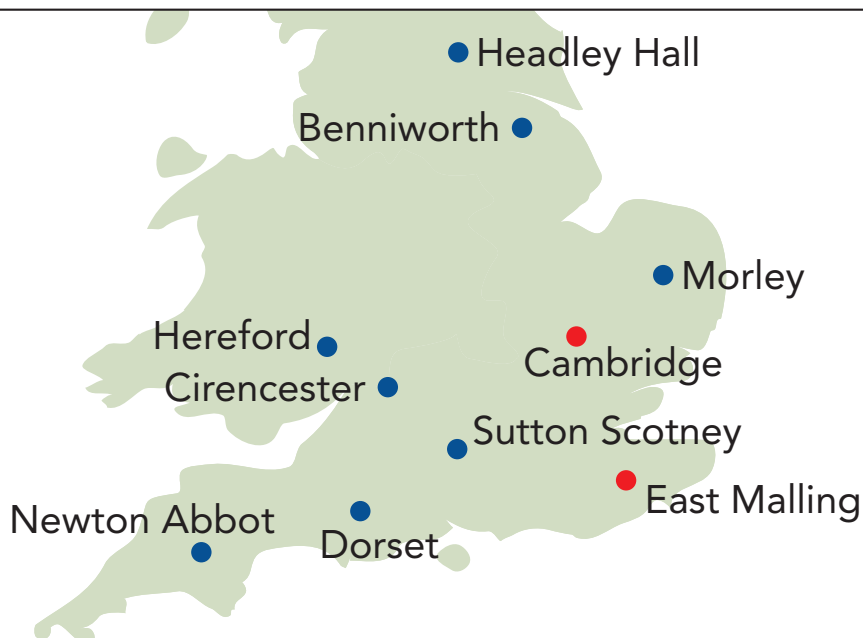 Headley Hall
Benniworth
Morley
Hereford
Cambridge
Cirencester
Sutton Scotney
East Malling
Newton Abbot
Dorset